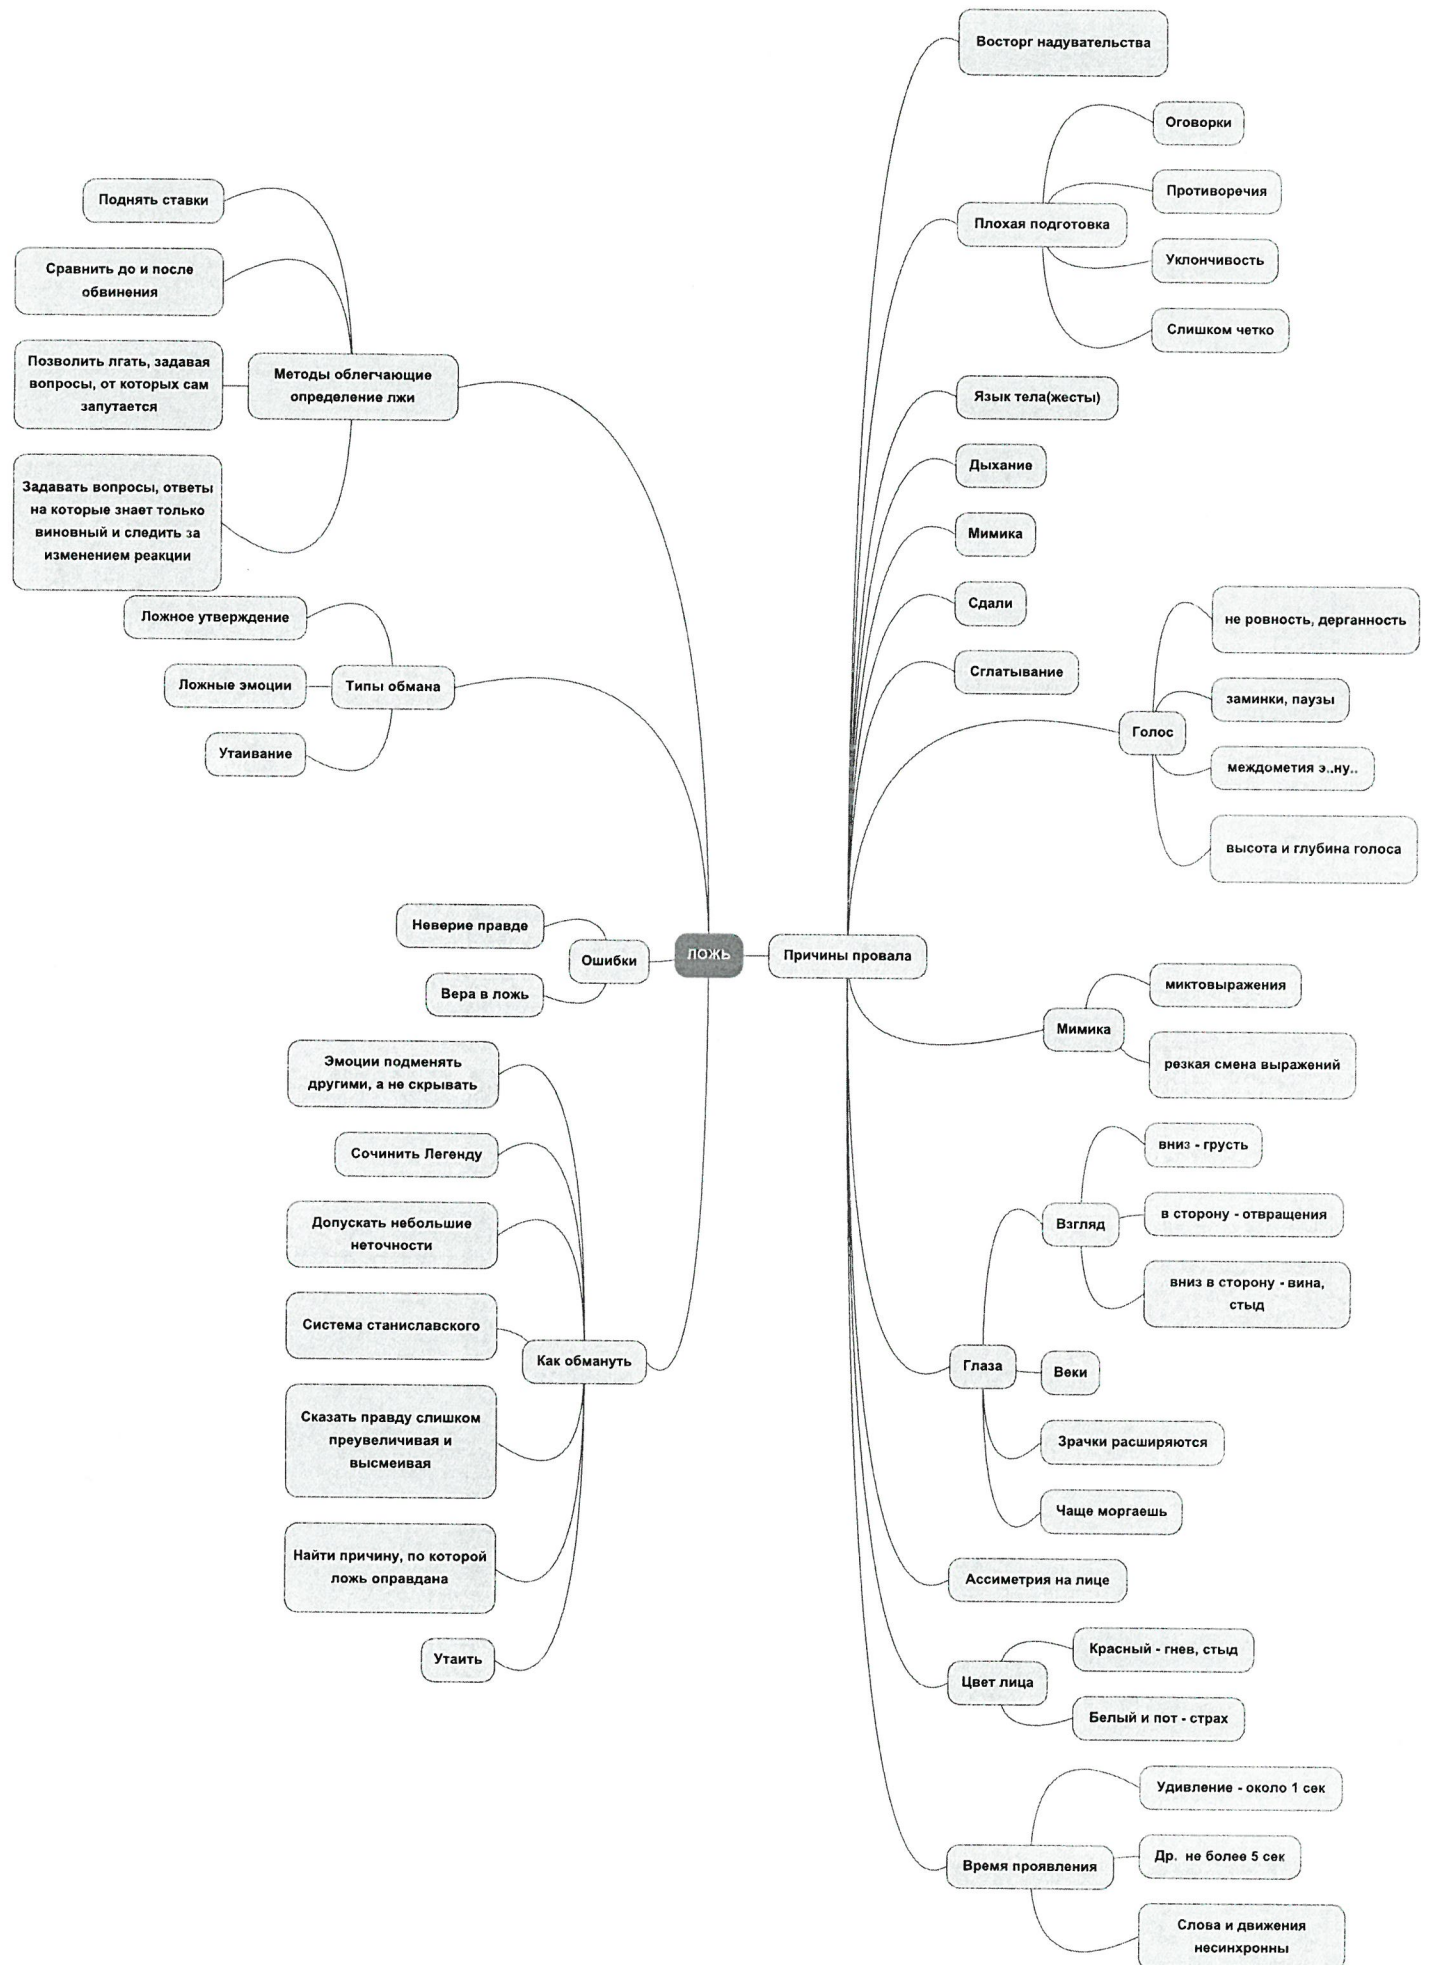 Восторг надувательства
Оговорки
Противоречия
Плохая подготовка
Уклончивость
Слишком четко
Язык тела(жесты)
Дыхание
Мимика
Сдали
Сглатывание
не ровность, дерганность
заминки, паузы
Голос
междометия э..ну..
высота и глубина голоса
Поднять ставки
Сравнить до и после
обвинения
Позволить лгать, задавая
вопросы, от которых сам
запутается
Методы облегчающие
определение лжи
Задавать вопросы, ответы
на которые знает только
виновный и следить за
изменением реакции
Ложное утверждение
Ложные эмоции
Типы обмана
Утаивание
Неверие правде
Ошибки
Вера в ложь
ЛОЖЬ
Причины провала
миктовыражения
Мимика
резкая смена выражений
Эмоции подменять
другими, а не скрывать
Сочинить Легенду
Допускать небольшие
неточности
Система станиславского
Как обмануть
Сказать правду слишком
преувеличивая и
высмеивая
Найти причину, по которой
ложь оправдана
Утаить
вниз - грусть
Взгляд
в сторону - отвращения
вниз в сторону - вина,
стыд
Глаза
Веки
Зрачки расширяются
Чаще моргаешь
Ассиметрия на лице
Красный - гнев, стыд
Цвет лица
Белый и пот - страх
Удивление - около 1 сек
Время проявления
Др. не более 5 сек
Слова и движения
несинхронны